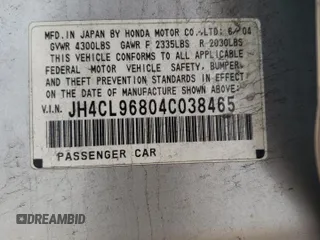 MFD. IN JAPAN BY HONDA MOTOR CO.,LTD. 6/04
GVWR 4300LBS GAWR F 2335LBS R 2030LBS
THIS VEHICLE CONFORMS TO ALL APPLICABLE
FEDERAL MOTOR VEHICLE SAFETY, BUMPER,
AND THEFT PREVENTION STANDARDS IN EFFECT
ON THE DATE OF MANUFACTURE SHOWN ABOVE.
V.I.N. JH4CL96804C038465
PASSENGER CAR
DREAMBID